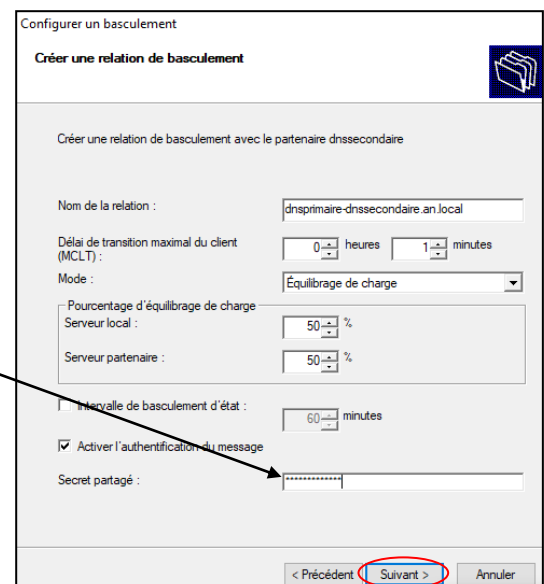 Configurer un basculement
Créer une relation de basculement
Créer une relation de basculement avec le partenaire dnssecondaire
Nom de la relation :
dnsprimaire-dnssecondaire.an.local
Délai de transition maximal du client (MCLT) :
0 heures 1 minutes
Mode :
Équilibrage de charge
Pourcentage d'équilibrage de charge
Serveur local :
50 %
Serveur partenaire :
50 %
Intervalle de basculement d'état :
60 minutes
Activer l'authentification du message
Secret partagé :
*************
< Précédent Suivant > Annuler